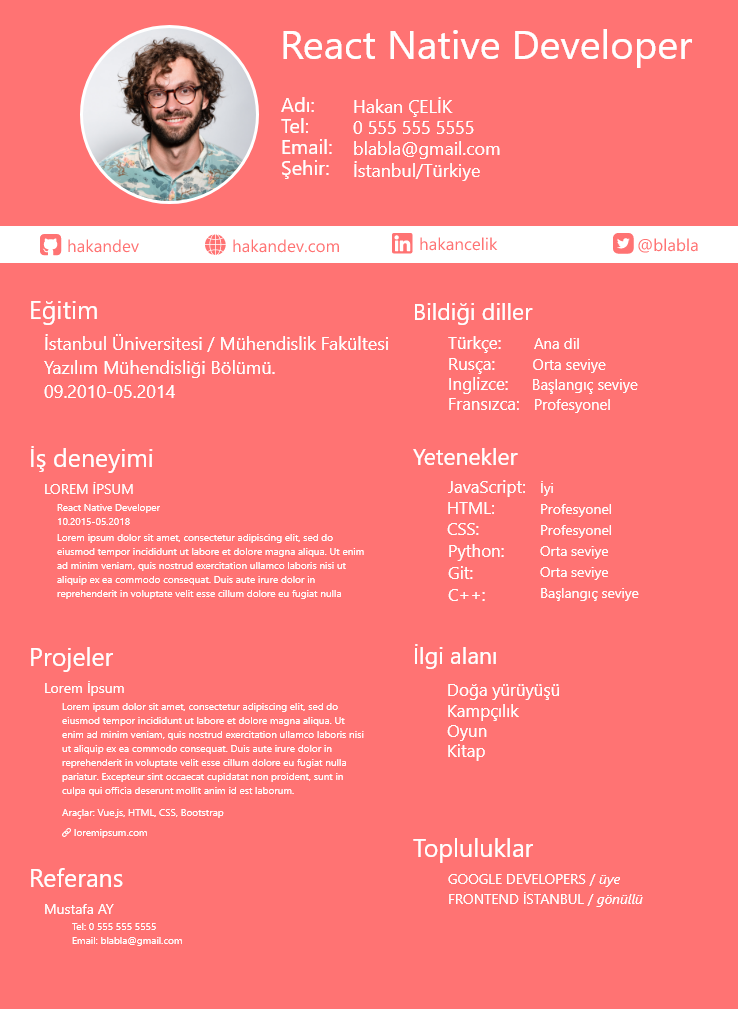 React Native Developer
Adı: Hakan ÇELİK
Tel: 0 555 555 5555
Email: blabla@gmail.com
Şehir: İstanbul/Türkiye
hakandev
hakandev.com
hakancelik
@blabla
Eğitim
İstanbul Üniversitesi / Mühendislik Fakültesi
Yazılım Mühendisliği Bölümü.
09.2010-05.2014
İş deneyimi
LOREM İPSUM
React Native Developer
10.2015-05.2018
Lorem ipsum dolor sit amet, consectetur adipiscing elit, sed do
eiusmod tempor incididunt ut labore et dolore magna aliqua. Ut enim
ad minim veniam, quis nostrud exercitation ullamco laboris nisi ut
aliquip ex ea commodo consequat. Duis aute irure dolor in
reprehenderit in voluptate velit esse cillum dolore eu fugiat nulla
Projeler
Lorem İpsum
Lorem ipsum dolor sit amet, consectetur adipiscing elit, sed do
eiusmod tempor incididunt ut labore et dolore magna aliqua. Ut
enim ad minim veniam, quis nostrud exercitation ullamco laboris nisi
ut aliquip ex ea commodo consequat. Duis aute irure dolor in
reprehenderit in voluptate velit esse cillum dolore eu fugiat nulla
pariatur. Excepteur sint occaecat cupidatat non proident, sunt in
culpa qui officia deserunt mollit anim id est laborum.
Araçlar: Vue.js, HTML, CSS, Bootstrap
loremipsum.com
Referans
Mustafa AY
Tel: 0 555 555 5555
Email: blabla@gmail.com
Bildiği diller
Türkçe: Ana dil
Rusça: Orta seviye
Inglizce: Başlangıç seviye
Fransızca: Profesyonel
Yetenekler
JavaScript: İyi
HTML: Profesyonel
CSS: Profesyonel
Python: Orta seviye
Git: Orta seviye
C++: Başlangıç seviye
İlgi alanı
Doğa yürüyüşü
Kampçılık
Oyun
Kitap
Topluluklar
GOOGLE DEVELOPERS / üye
FRONTEND İSTANBUL / gönüllü